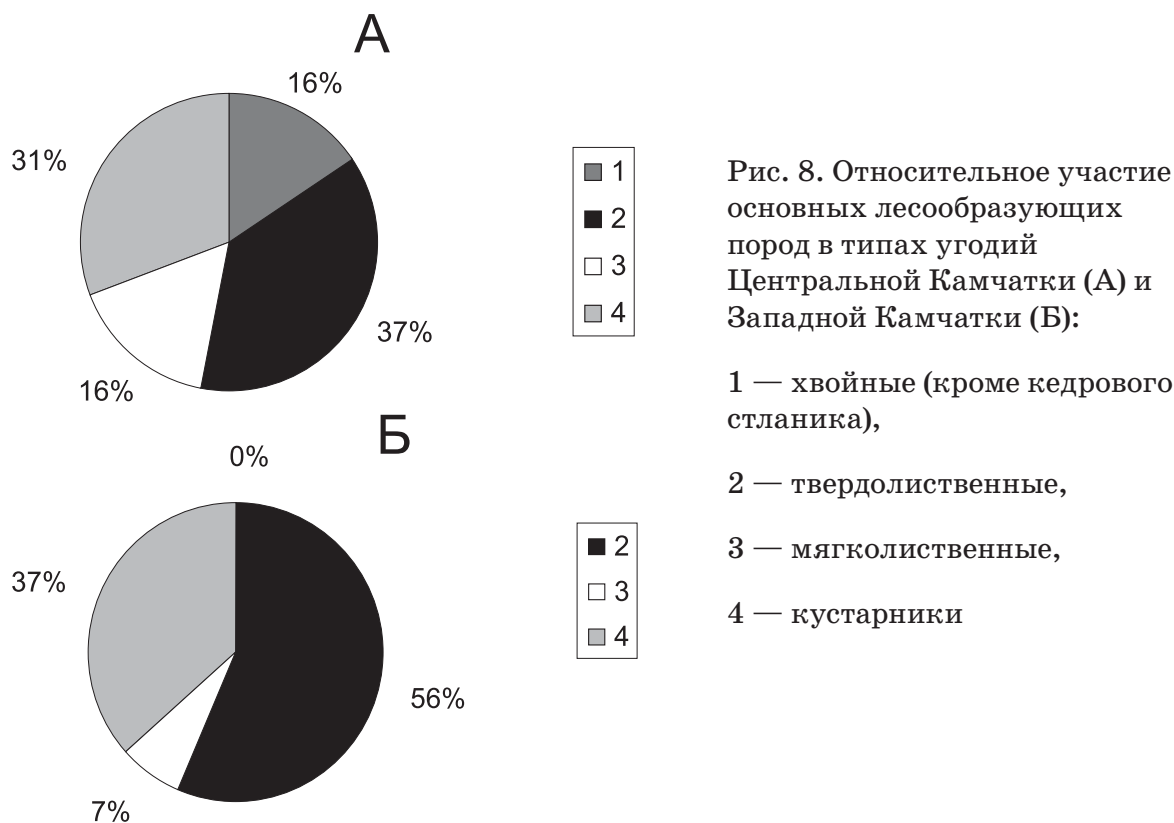 А
16%
31%
37%
16%
1
2
3
4
Б
0%
37%
56%
7%
2
3
4
Рис. 8. Относительное участие
основных лесообразующих
пород в типах угодий
Центральной Камчатки (А) и
Западной Камчатки (Б):
1 — хвойные (кроме кедрового
стланика),
2 — твердолиственные,
3 — мягколиственные,
4 — кустарники